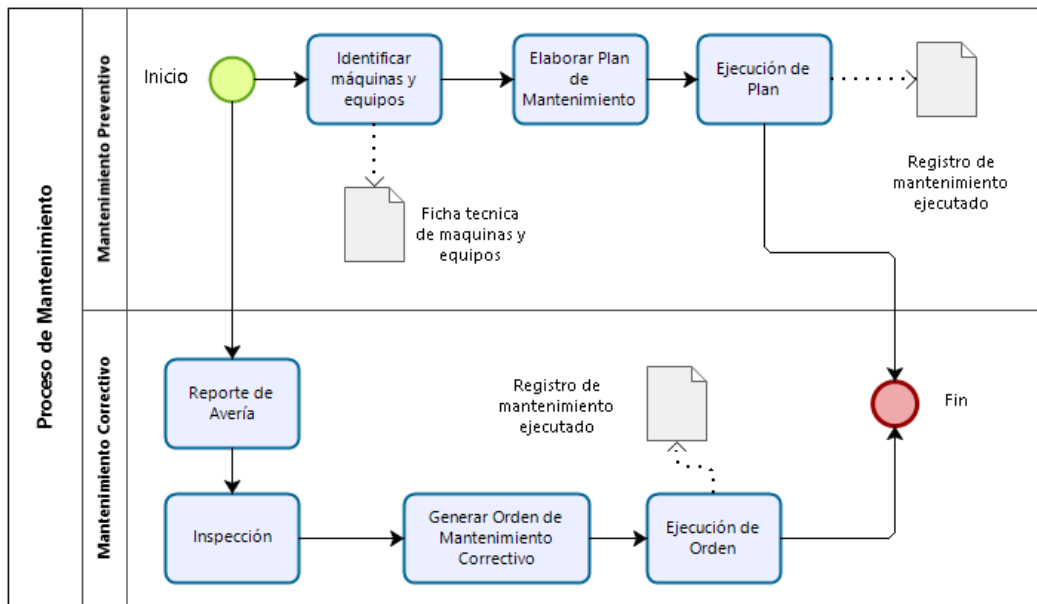 Proceso de Mantenimiento
Mantenimiento Preventivo
Inicio
Identificar
máquinas y
equipos
Elaborar Plan
de
Mantenimiento
Ejecución de
Plan
Registro de
mantenimiento
ejecutado
Ficha tecnica
de maquinas y
equipos
Mantenimiento Correctivo
Reporte de
Avería
Registro de
mantenimiento
ejecutado
Fin
Inspección
Generar Orden de
Mantenimiento
Correctivo
Ejecución de
Orden